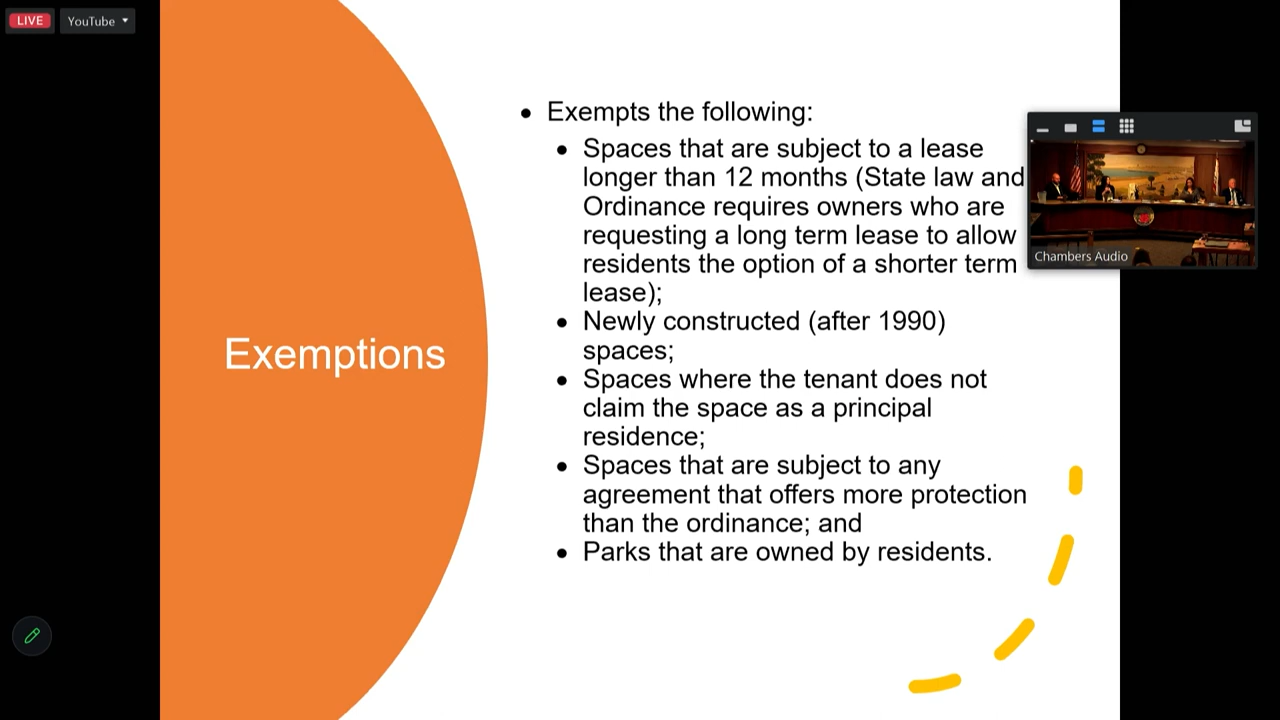 LIVE
YouTube
Exemptions
Exempts the following:
Spaces that are subject to a lease
longer than 12 months (State law and
Ordinance requires owners who are
requesting a long term lease to allow
residents the option of a shorter term
lease);
Newly constructed (after 1990)
spaces;
Spaces where the tenant does not
claim the space as a principal
residence;
Spaces that are subject to any
agreement that offers more protection
than the ordinance; and
Parks that are owned by residents.
Chambers Audio